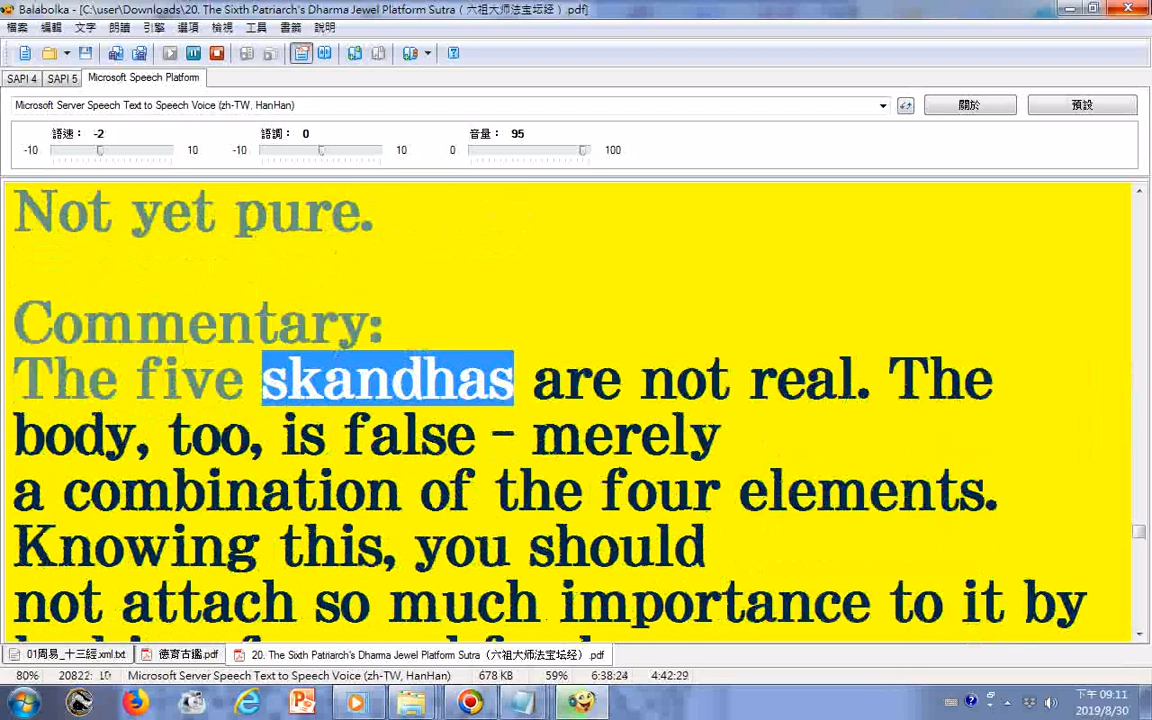 Balabolka - [C:\user\Downloads\20. The Sixth Patriarch's Dharma Jewel Platform Sutra（六祖大师法宝坛经）.pdf]
檔案 編輯 文字 朗讀 引擎 選項 檢視 工具 書籤 說明
SAPI 4 SAPI 5 Microsoft Speech Platform
Microsoft Server Speech Text to Speech Voice (zh-TW, HanHan) 關於 預設
語速： -2 語調： 0 音量： 95
-10 10 -10 10 0 100
Not yet pure.
Commentary:
The five skandhas are not real. The
body, too, is false - merely
a combination of the four elements.
Knowing this, you should
not attach so much importance to it by
01周易_十三經.xml.txt 德育古鑑.pdf 20. The Sixth Patriarch's Dharma Jewel Platform Sutra（六祖大师法宝坛经）.pdf
80% 20822: 10 Microsoft Server Speech Text to Speech Voice (zh-TW, HanHan) 678 KB 59% 6:38:24 4:42:29
下午 09:11
2019/8/30